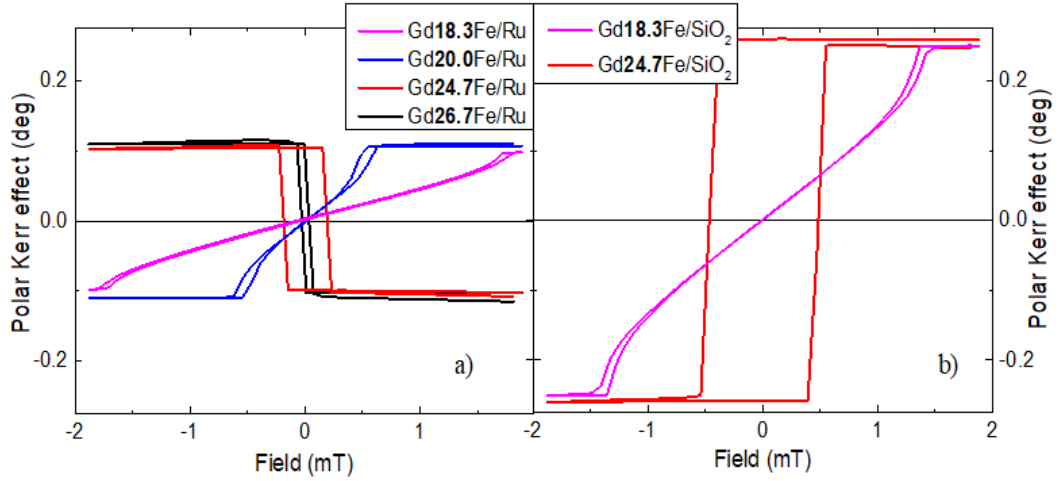 Gd18.3Fe/Ru
Gd20.0Fe/Ru
Gd24.7Fe/Ru
Gd26.7Fe/Ru
Gd18.3Fe/SiO₂
Gd24.7Fe/SiO₂
Polar Kerr effect (deg)
0.2
0.0
-0.2
a)
-2
-1
0
1
Field (mT)
b)
-2
-1
0
1
2
Field (mT)
0.2
0.0
-0.2
Polar Kerr effect (deg)